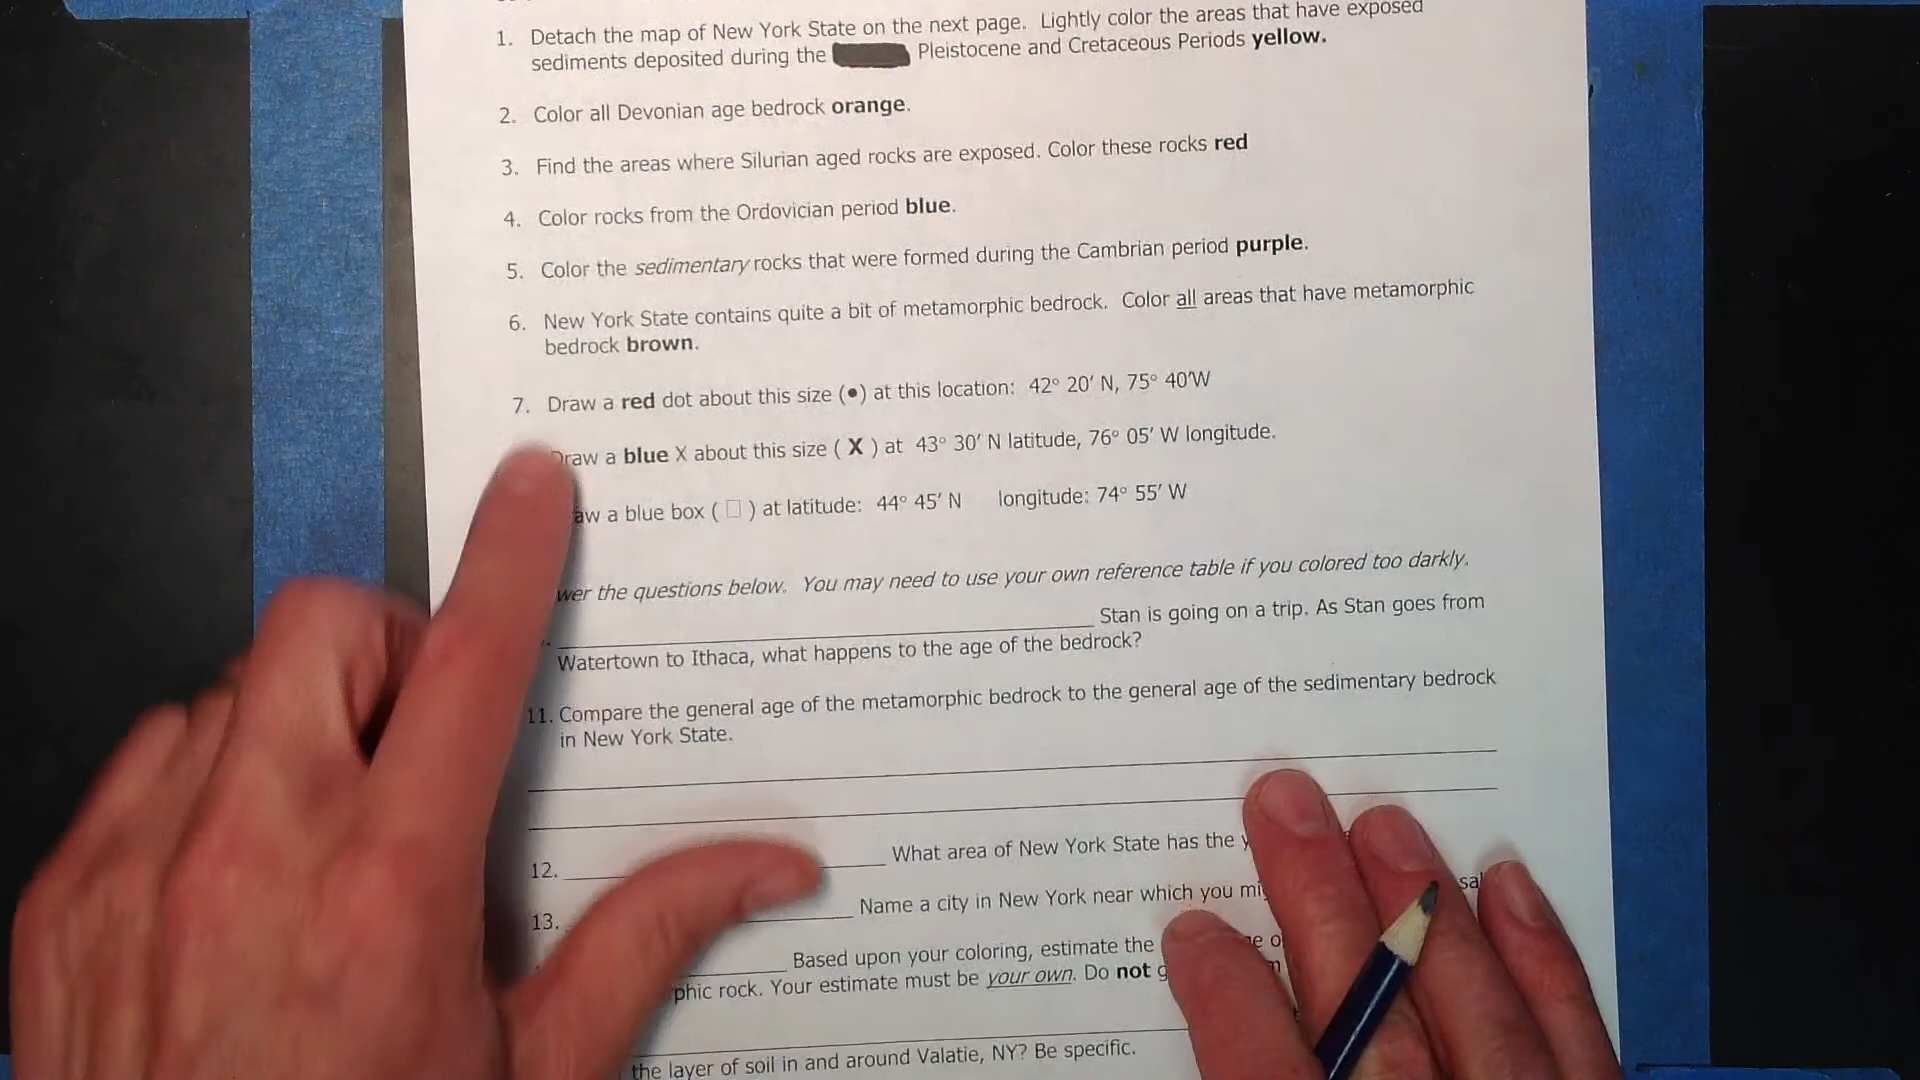 1. Detach the map of New York State on the next page. Lightly color the areas that have exposed
sediments deposited during the Pleistocene and Cretaceous Periods yellow.
2. Color all Devonian age bedrock orange.
3. Find the areas where Silurian aged rocks are exposed. Color these rocks red
4. Color rocks from the Ordovician period blue.
5. Color the sedimentary rocks that were formed during the Cambrian period purple.
6. New York State contains quite a bit of metamorphic bedrock. Color all areas that have metamorphic
bedrock brown.
7. Draw a red dot about this size (•) at this location: 42° 20' N, 75° 40'W
Draw a blue X about this size ( X ) at 43° 30' N latitude, 76° 05' W longitude.
aw a blue box ( □ ) at latitude: 44° 45' N longitude: 74° 55' W
wer the questions below. You may need to use your own reference table if you colored too darkly.
Stan is going on a trip. As Stan goes from
Watertown to Ithaca, what happens to the age of the bedrock?
11. Compare the general age of the metamorphic bedrock to the general age of the sedimentary bedrock
in New York State.
12. What area of New York State has the
13. Name a city in New York near which you
Based upon your coloring, estimate the
phic rock. Your estimate must be your own. Do not
the layer of soil in and around Valatie, NY? Be specific.